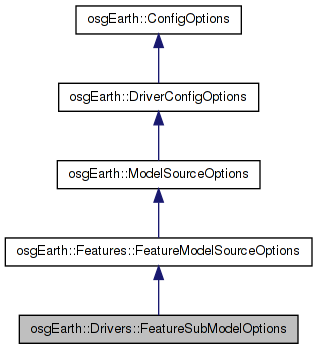 osgEarth::ConfigOptions
osgEarth::DriverConfigOptions
osgEarth::ModelSourceOptions
osgEarth::Features::FeatureModelSourceOptions
osgEarth::Drivers::FeatureSubModelOptions